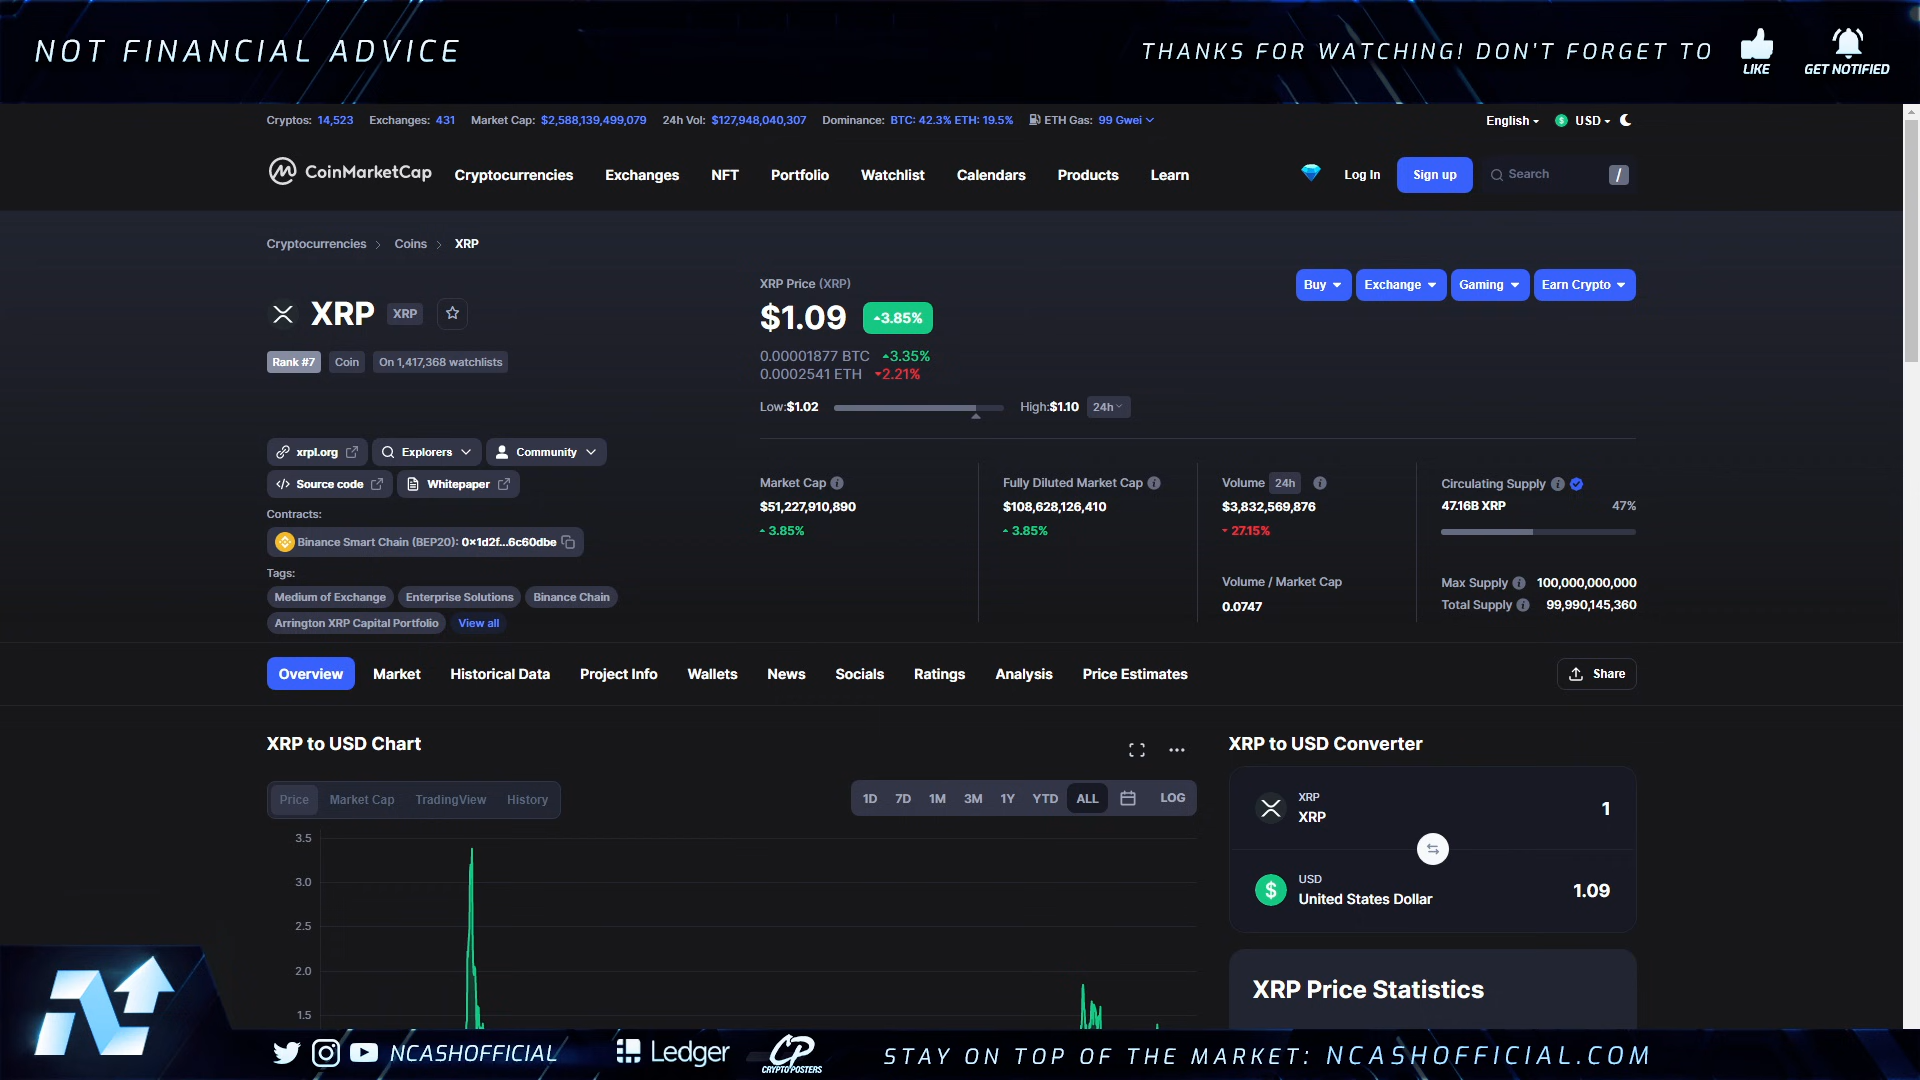 NOT FINANCIAL ADVICE
THANKS FOR WATCHING! DON'T FORGET TO
LIKE
GET NOTIFIED
Cryptos: 14,523 Exchanges: 431 Market Cap: $2,588,139,499,079 24h Vol: $127,948,040,307 Dominance: BTC: 42.3% ETH: 19.5% ETH Gas: 99 Gwei
English USD
CoinMarketCap Cryptocurrencies Exchanges NFT Portfolio Watchlist Calendars Products Learn
Log In Sign up Search /
Cryptocurrencies Coins XRP
XRP XRP
Rank #7 Coin On 1,417,368 watchlists
XRP Price (XRP)
$1.09 3.85%
0.00001877 BTC 3.35%
0.0002541 ETH 2.21%
Low:$1.02 High:$1.10 24h
Buy Exchange Gaming Earn Crypto
xrpl.org Explorers Community
Source code Whitepaper
Contracts:
Binance Smart Chain (BEP20): 0x1d2f...6c60dbe
Tags:
Medium of Exchange Enterprise Solutions Binance Chain
Arrington XRP Capital Portfolio View all
Market Cap
$51,227,910,890
3.85%
Fully Diluted Market Cap
$108,628,126,410
3.85%
Volume 24h
$3,832,569,876
27.15%
Volume / Market Cap
0.0747
Circulating Supply
47.16B XRP 47%
Max Supply 100,000,000,000
Total Supply 99,990,145,360
Overview Market Historical Data Project Info Wallets News Socials Ratings Analysis Price Estimates Share
XRP to USD Chart
Price Market Cap TradingView History
1D 7D 1M 3M 1Y YTD ALL LOG
3.5
3.0
2.5
2.0
1.5
XRP to USD Converter
XRP
XRP 1
USD
United States Dollar 1.09
XRP Price Statistics
NCASHOFFICIAL Ledger CP CRYPTO POSTERS STAY ON TOP OF THE MARKET: NCASHOFFICIAL.COM